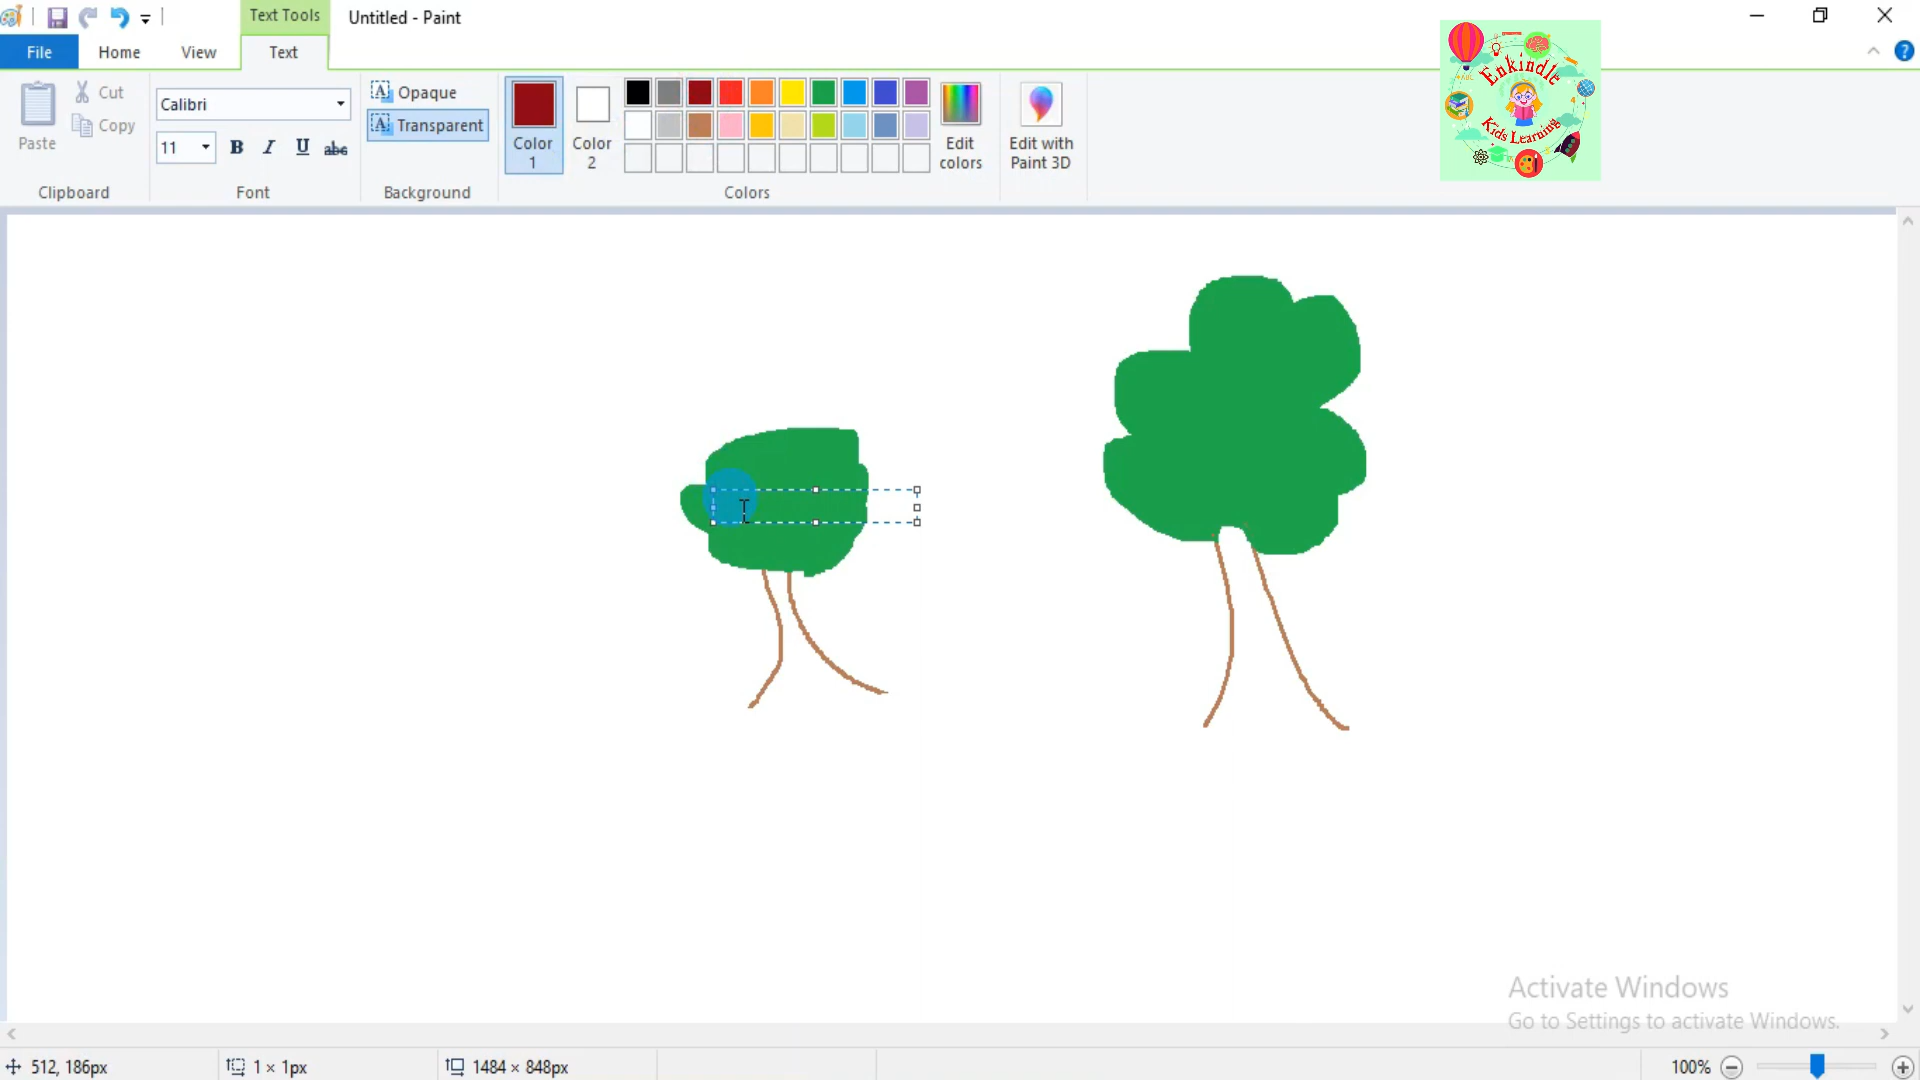 Text Tools
Untitled - Paint
File
Home
View
Text
Paste
Cut
Copy
Clipboard
Calibri
11
B
I
U
abc
Font
A Opaque
A Transparent
Background
Color 1
Color 2
Colors
Edit colors
Edit with Paint 3D
Enkindle
Kids Learning
Activate Windows
Go to Settings to activate Windows.
512, 186px
1 × 1px
1484 × 848px
100%